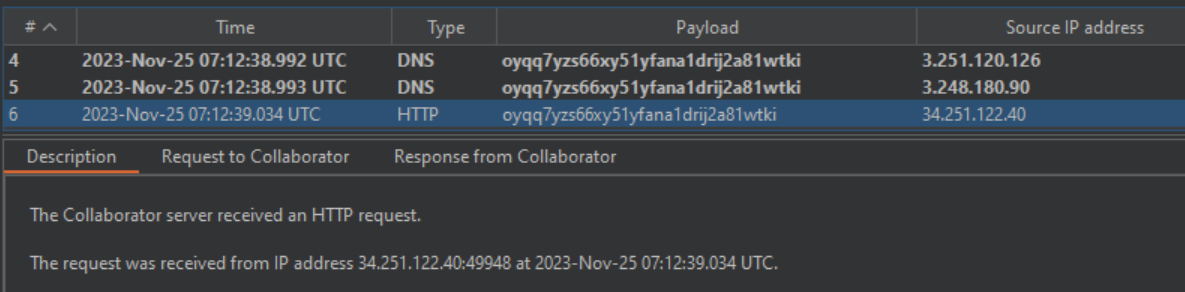 # Time Type Payload Source IP address
4 2023-Nov-25 07:12:38.992 UTC DNS oyqq7yzs66xy51yfana1drij2a81wtki 3.251.120.126
5 2023-Nov-25 07:12:38.993 UTC DNS oyqq7yzs66xy51yfana1drij2a81wtki 3.248.180.90
6 2023-Nov-25 07:12:39.034 UTC HTTP oyqq7yzs66xy51yfana1drij2a81wtki 34.251.122.40
Description Request to Collaborator Response from Collaborator
The Collaborator server received an HTTP request.
The request was received from IP address 34.251.122.40:49948 at 2023-Nov-25 07:12:39.034 UTC.